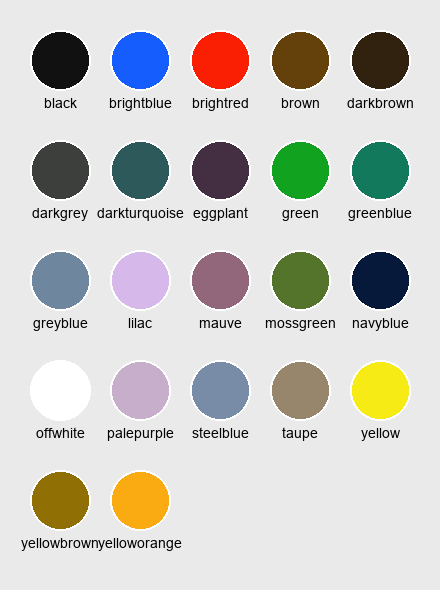 black brightblue brightred brown darkbrown
darkgrey darkturquoise eggplant green greenblue
greyblue lilac mauve mossgreen navyblue
offwhite palepurple steelblue taupe yellow
yellowbrown yelloworange